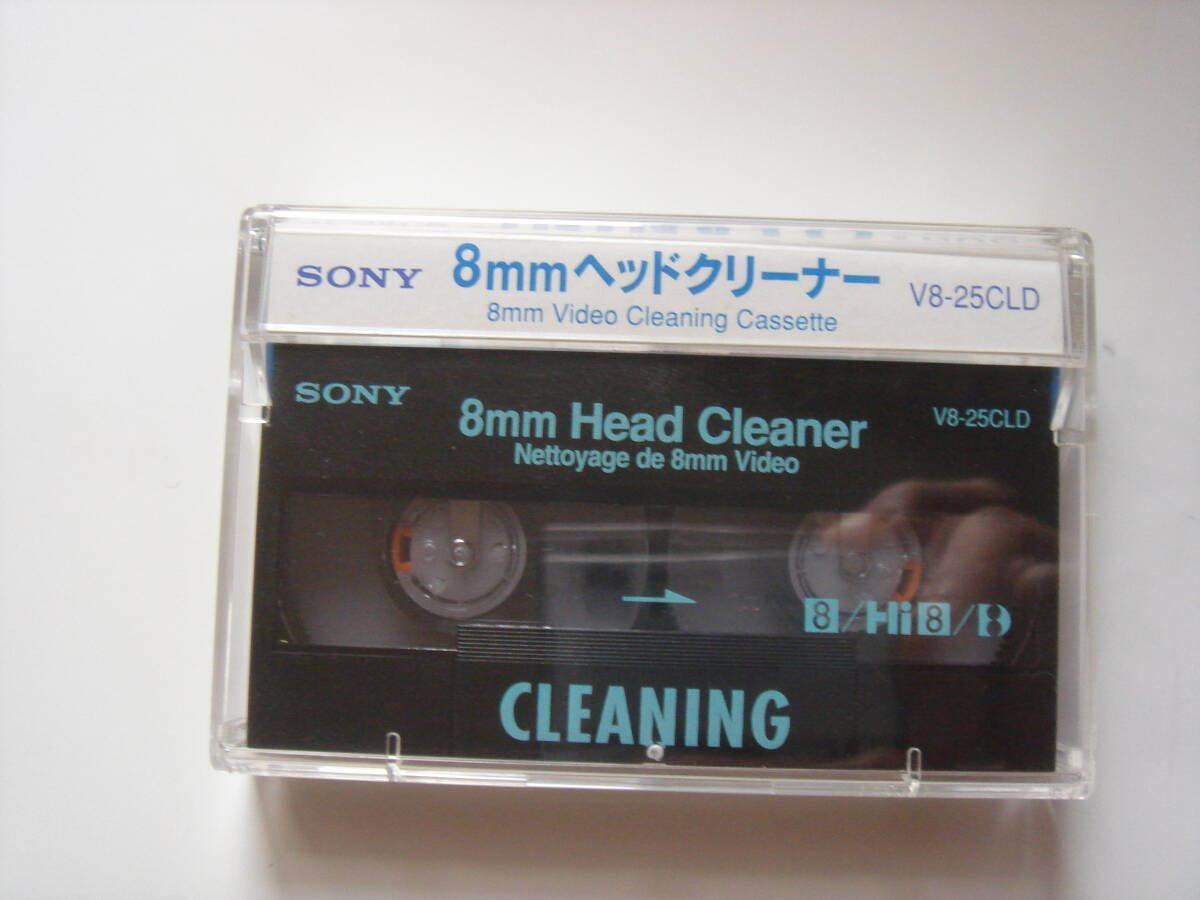 SONY 8mmヘッドクリーナー V8-25CLD
8mm Video Cleaning Cassette
SONY
8mm Head Cleaner V8-25CLD
Nettoyage de 8mm Video
8/Hi8/
CLEANING